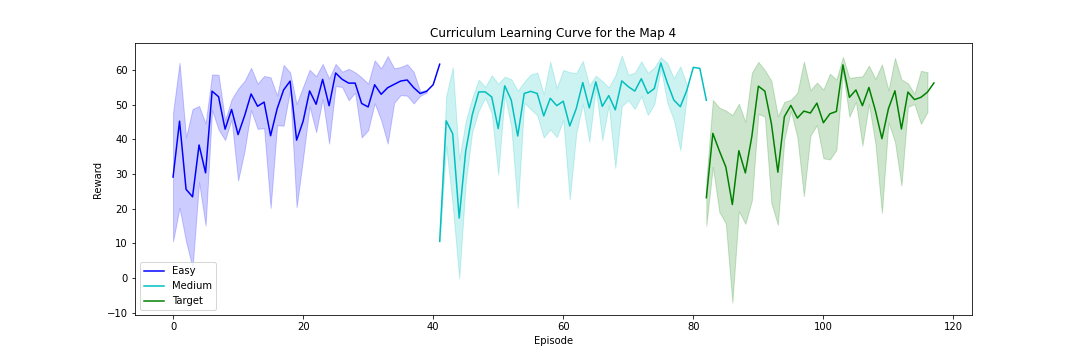 Curriculum Learning Curve for the Map 4
Reward
60
50
40
30
20
10
0
−10
Easy
Medium
Target
0 20 40 60 80 100 120
Episode